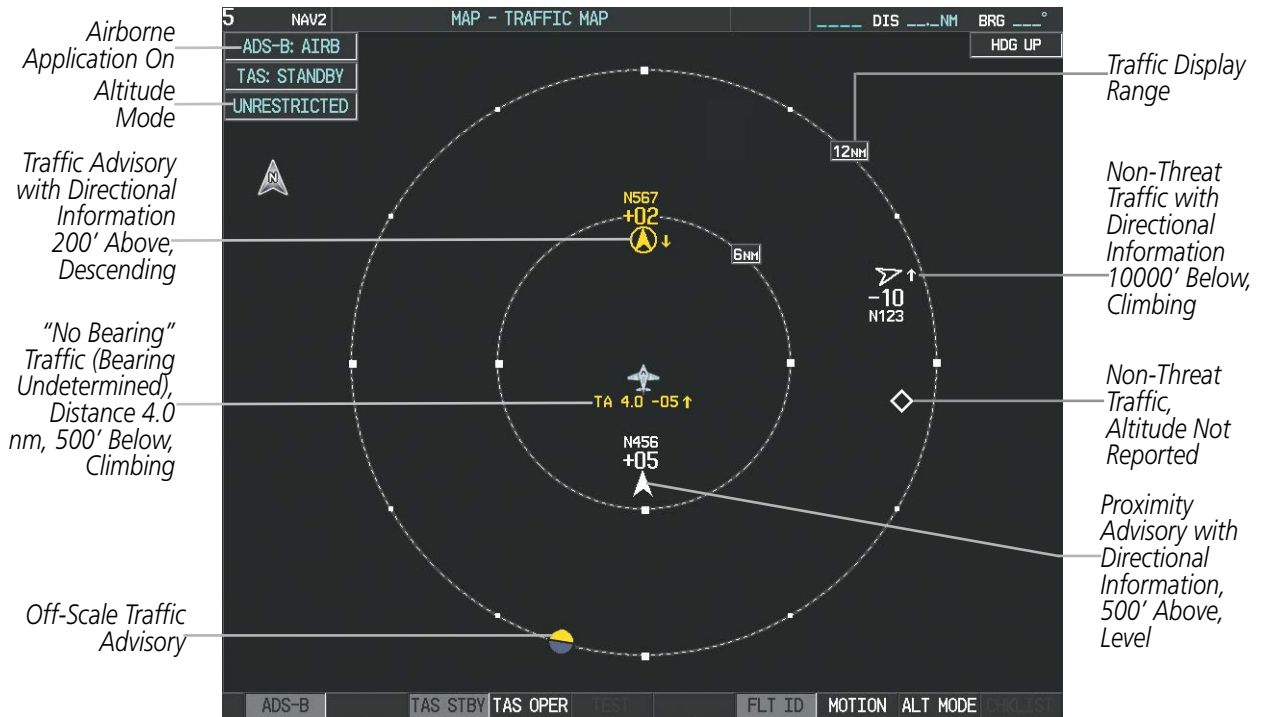 5 NAV2 MAP – TRAFFIC MAP ____ DIS __._NM BRG ___°
Airborne
Application On
Altitude
Mode
Traffic Advisory
with Directional
Information
200’ Above,
Descending
“No Bearing”
Traffic (Bearing
Undetermined),
Distance 4.0
nm, 500’ Below,
Climbing
Off-Scale Traffic
Advisory
ADS-B: AIRB
TAS: STANDBY
UNRESTRICTED
HDG UP
N
12NM
N567
+02
6NM
-10
N123
TA 4.0 -05
N456
+05
Traffic Display
Range
Non-Threat
Traffic with
Directional
Information
10000’ Below,
Climbing
Non-Threat
Traffic,
Altitude Not
Reported
Proximity
Advisory with
Directional
Information,
500’ Above,
Level
ADS-B TAS STBY TAS OPER TEST FLT ID MOTION ALT MODE CHKLIST